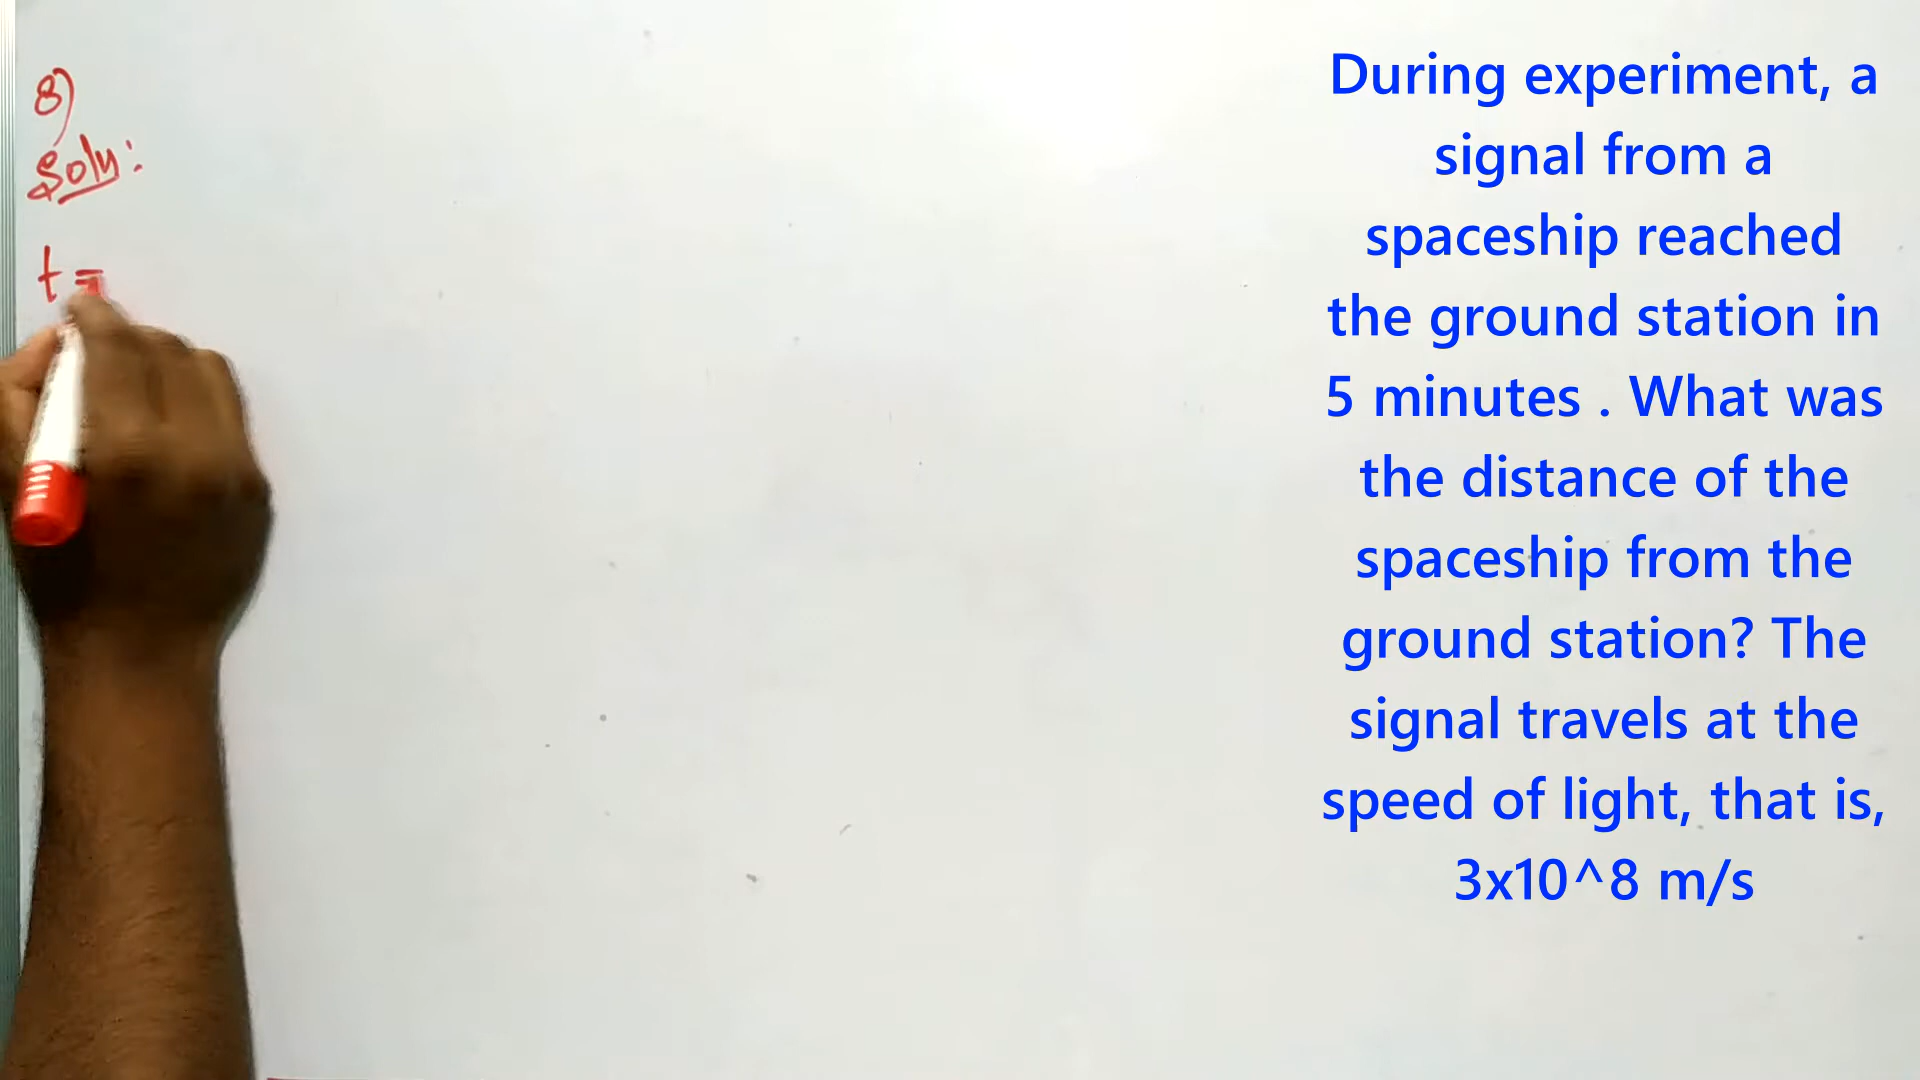 8)
Soln:
t =
During experiment, a
signal from a
spaceship reached
the ground station in
5 minutes . What was
the distance of the
spaceship from the
ground station? The
signal travels at the
speed of light, that is,
3x10^8 m/s